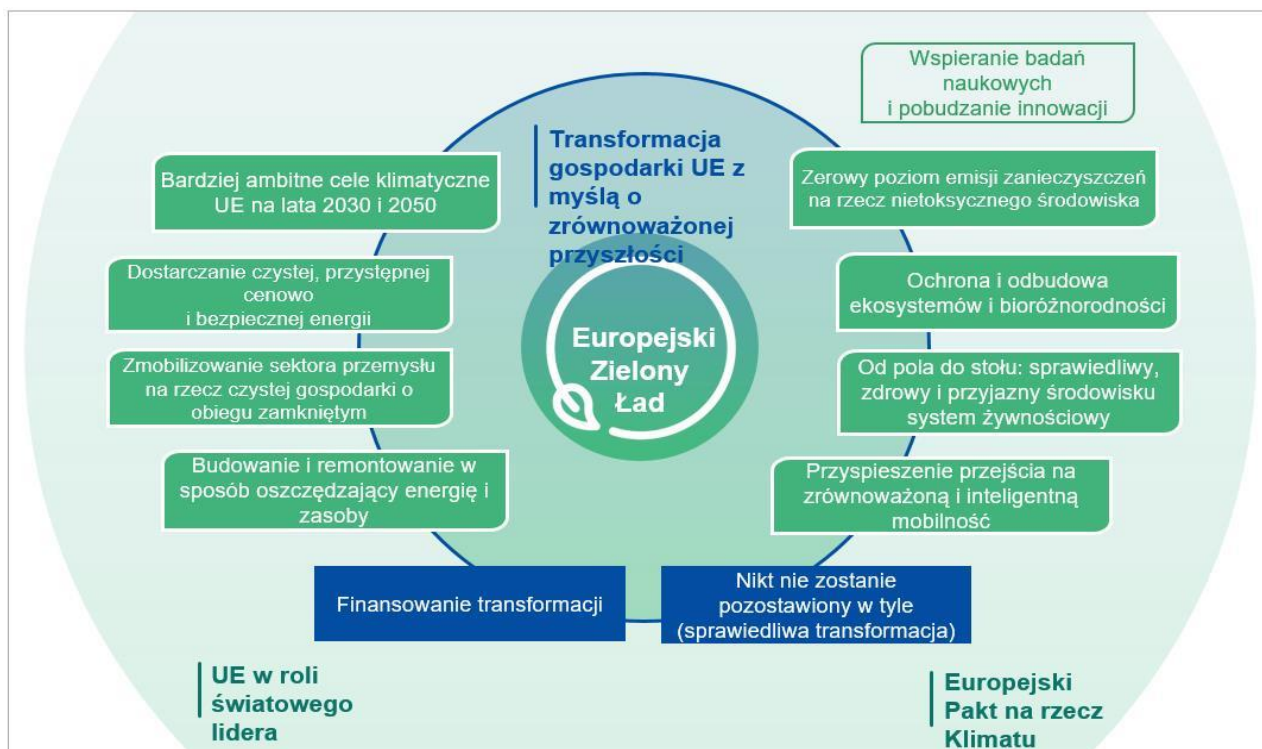 Wspieranie badań
naukowych
i pobudzanie innowacji
Transformacja
gospodarki UE z
myślą o
zrównoważonej
przyszłości
Bardziej ambitne cele klimatyczne
UE na lata 2030 i 2050
Zerowy poziom emisji zanieczyszczeń
na rzecz nietoksycznego środowiska
Dostarczanie czystej, przystępnej
cenowo
i bezpiecznej energii
Ochrona i odbudowa
ekosystemów i bioróżnorodności
Europejski
Zielony
Ład
Zmobilizowanie sektora przemysłu
na rzecz czystej gospodarki o
obiegu zamkniętym
Od pola do stołu: sprawiedliwy,
zdrowy i przyjazny środowisku
system żywnościowy
Budowanie i remontowanie w
sposób oszczędzający energię i
zasoby
Przyspieszenie przejścia na
zrównoważoną i inteligentną
mobilność
Finansowanie transformacji
Nikt nie zostanie
pozostawiony w tyle
(sprawiedliwa transformacja)
UE w roli
światowego
lidera
Europejski
Pakt na rzecz
Klimatu